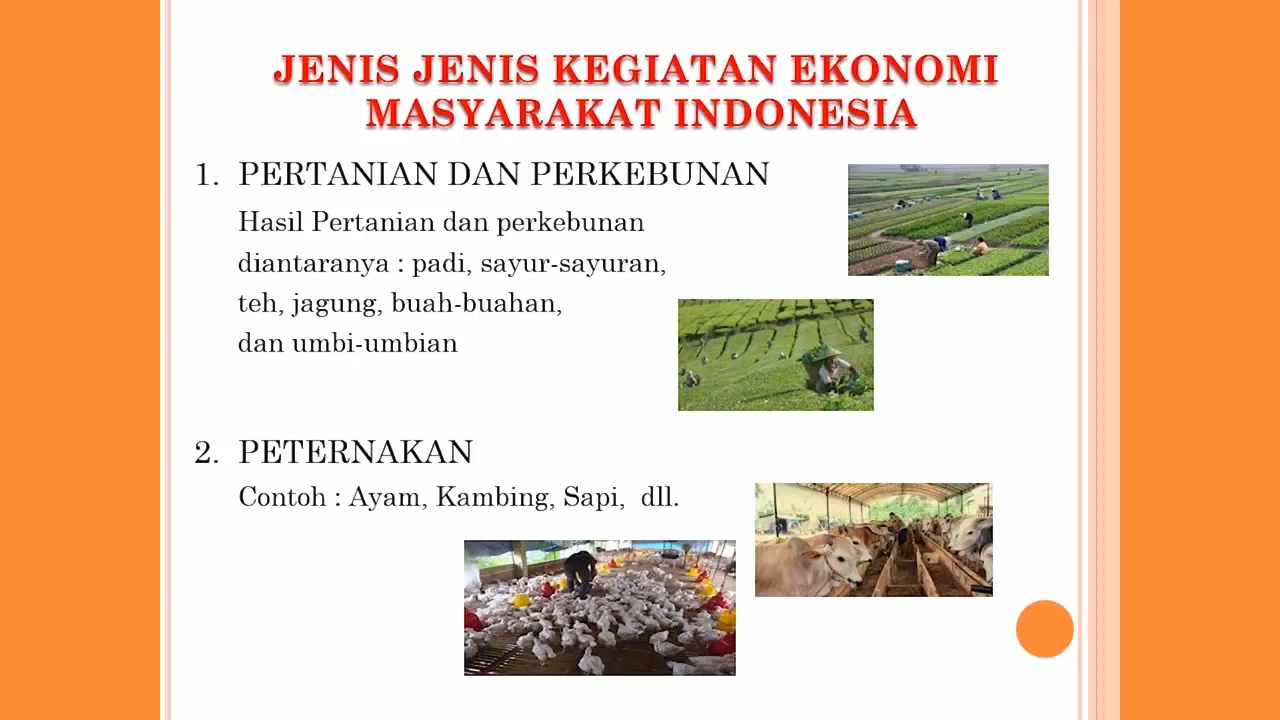 JENIS JENIS KEGIATAN EKONOMI
MASYARAKAT INDONESIA
1. PERTANIAN DAN PERKEBUNAN
Hasil Pertanian dan perkebunan
diantaranya : padi, sayur-sayuran,
teh, jagung, buah-buahan,
dan umbi-umbian
2. PETERNAKAN
Contoh : Ayam, Kambing, Sapi, dll.